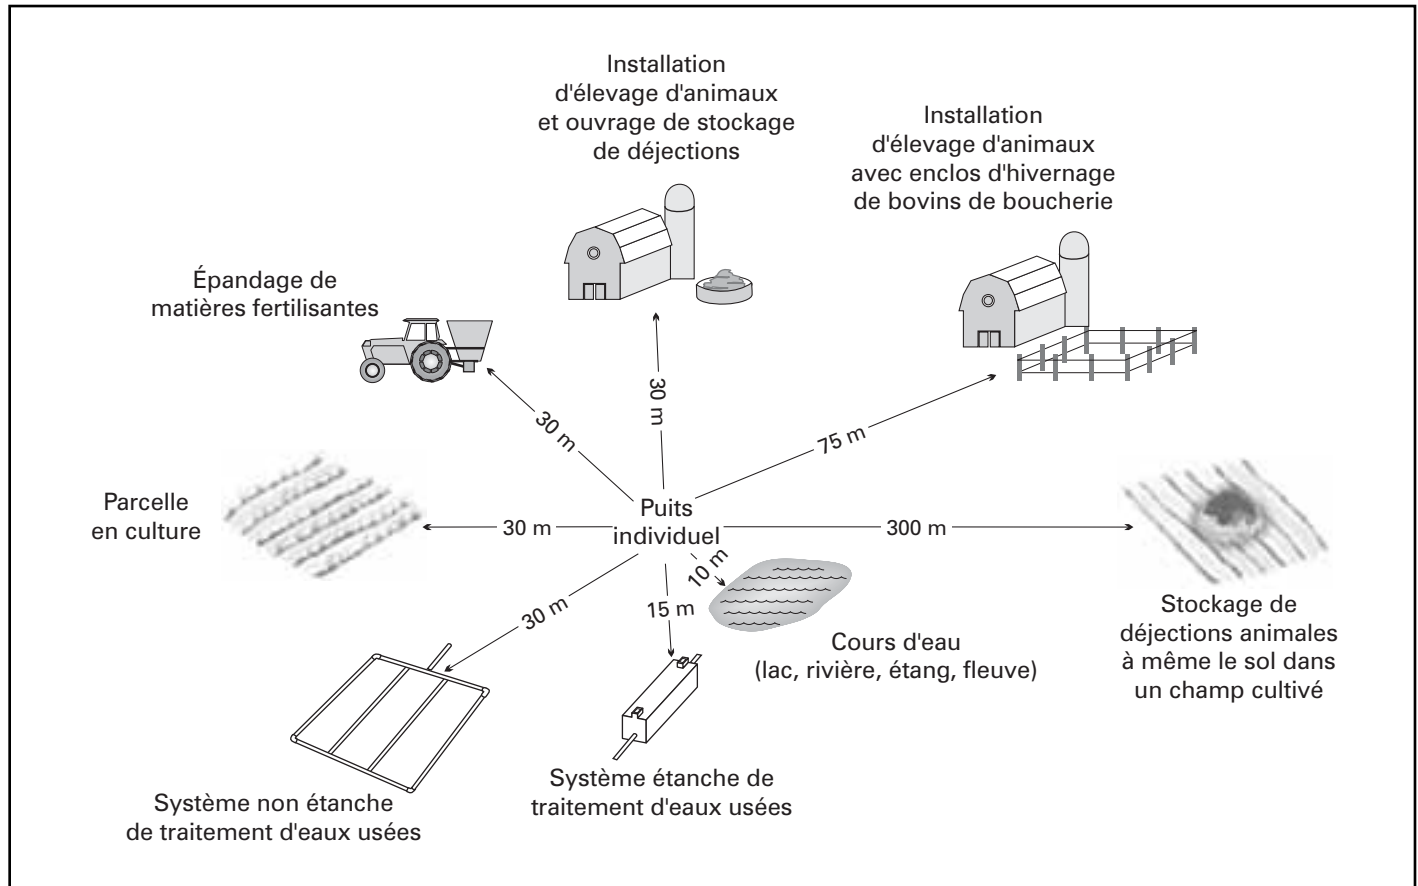 Installation
d'élevage d'animaux
et ouvrage de stockage
de déjections
Installation
d'élevage d'animaux
avec enclos d'hivernage
de bovins de boucherie
Épandage de
matières fertilisantes
30 m
30 m
75 m
Parcelle
en culture
30 m
Puits
individuel
300 m
10 m
15 m
30 m
Cours d'eau
(lac, rivière, étang, fleuve)
Stockage de
déjections animales
à même le sol dans
un champ cultivé
Système étanche de
traitement d'eaux usées
Système non étanche
de traitement d'eaux usées